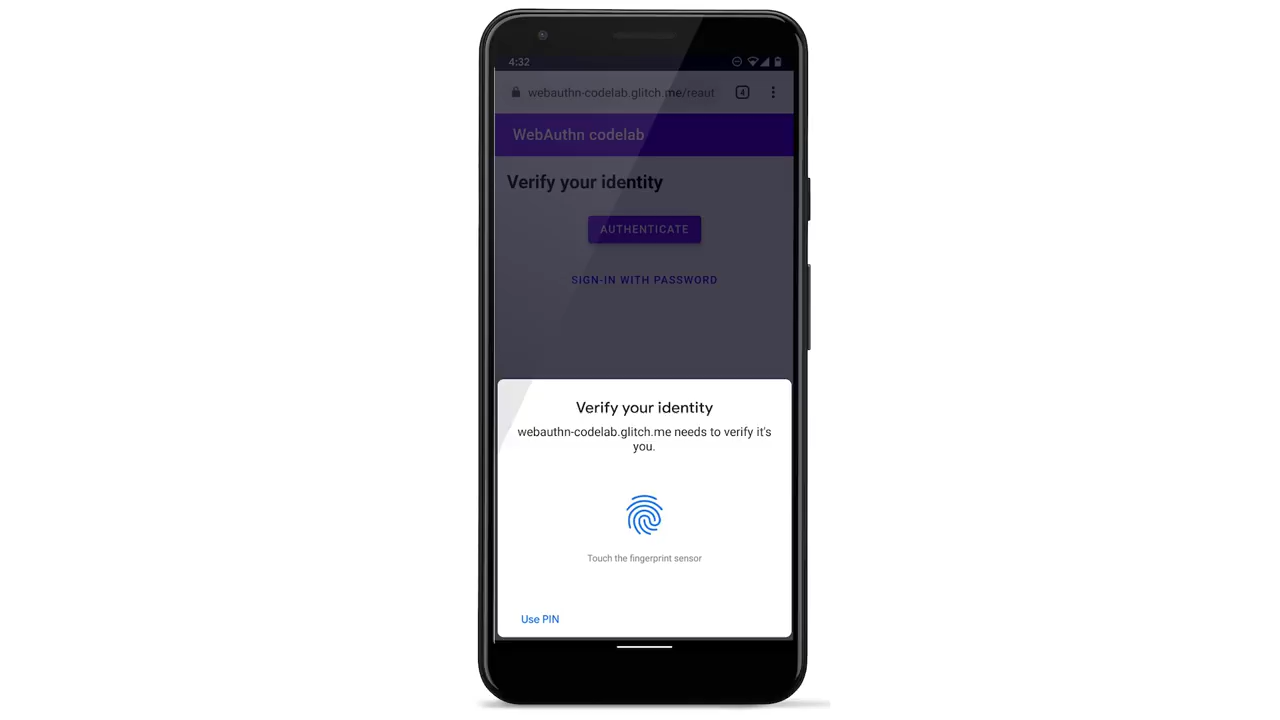 4:32
webauthn-codelab.glitch.me/reaut
4
WebAuthn codelab
Verify your identity
AUTHENTICATE
SIGN-IN WITH PASSWORD
Verify your identity
webauthn-codelab.glitch.me needs to verify it's
you.
Touch the fingerprint sensor
Use PIN